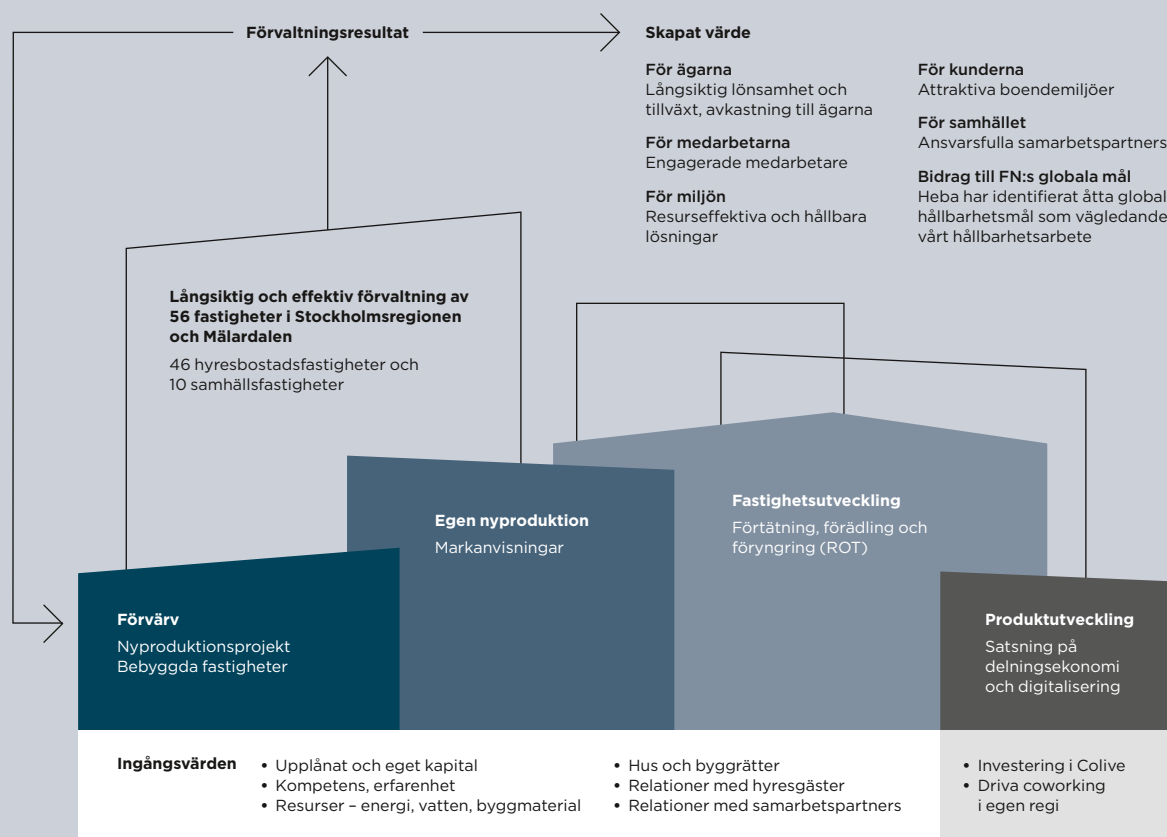 Förvaltningsresultat
Skapat värde
För ägarna
Långsiktig lönsamhet och
tillväxt, avkastning till ägarna
För medarbetarna
Engagerade medarbetare
För miljön
Resurseffektiva och hållbara
lösningar
För kunderna
Attraktiva boendemiljöer
För samhället
Ansvarsfulla samarbetspartners
Bidrag till FN:s globala mål
Heba har identifierat åtta global
hållbarhetsmål som vägledande
vårt hållbarhetsarbete
Långsiktig och effektiv förvaltning av
56 fastigheter i Stockholmsregionen
och Mälardalen
46 hyresbostadsfastigheter och
10 samhällsfastigheter
Förvärv
Nyproduktionsprojekt
Bebyggda fastigheter
Egen nyproduktion
Markanvisningar
Fastighetsutveckling
Förtätning, förädling och
föryngring (ROT)
Produktutveckling
Satsning på
delningsekonomi
och digitalisering
Ingångsvärden
• Upplånat och eget kapital
• Kompetens, erfarenhet
• Resurser – energi, vatten, byggmaterial
• Hus och byggrätter
• Relationer med hyresgäster
• Relationer med samarbetspartners
• Investering i Colive
• Driva coworking
i egen regi